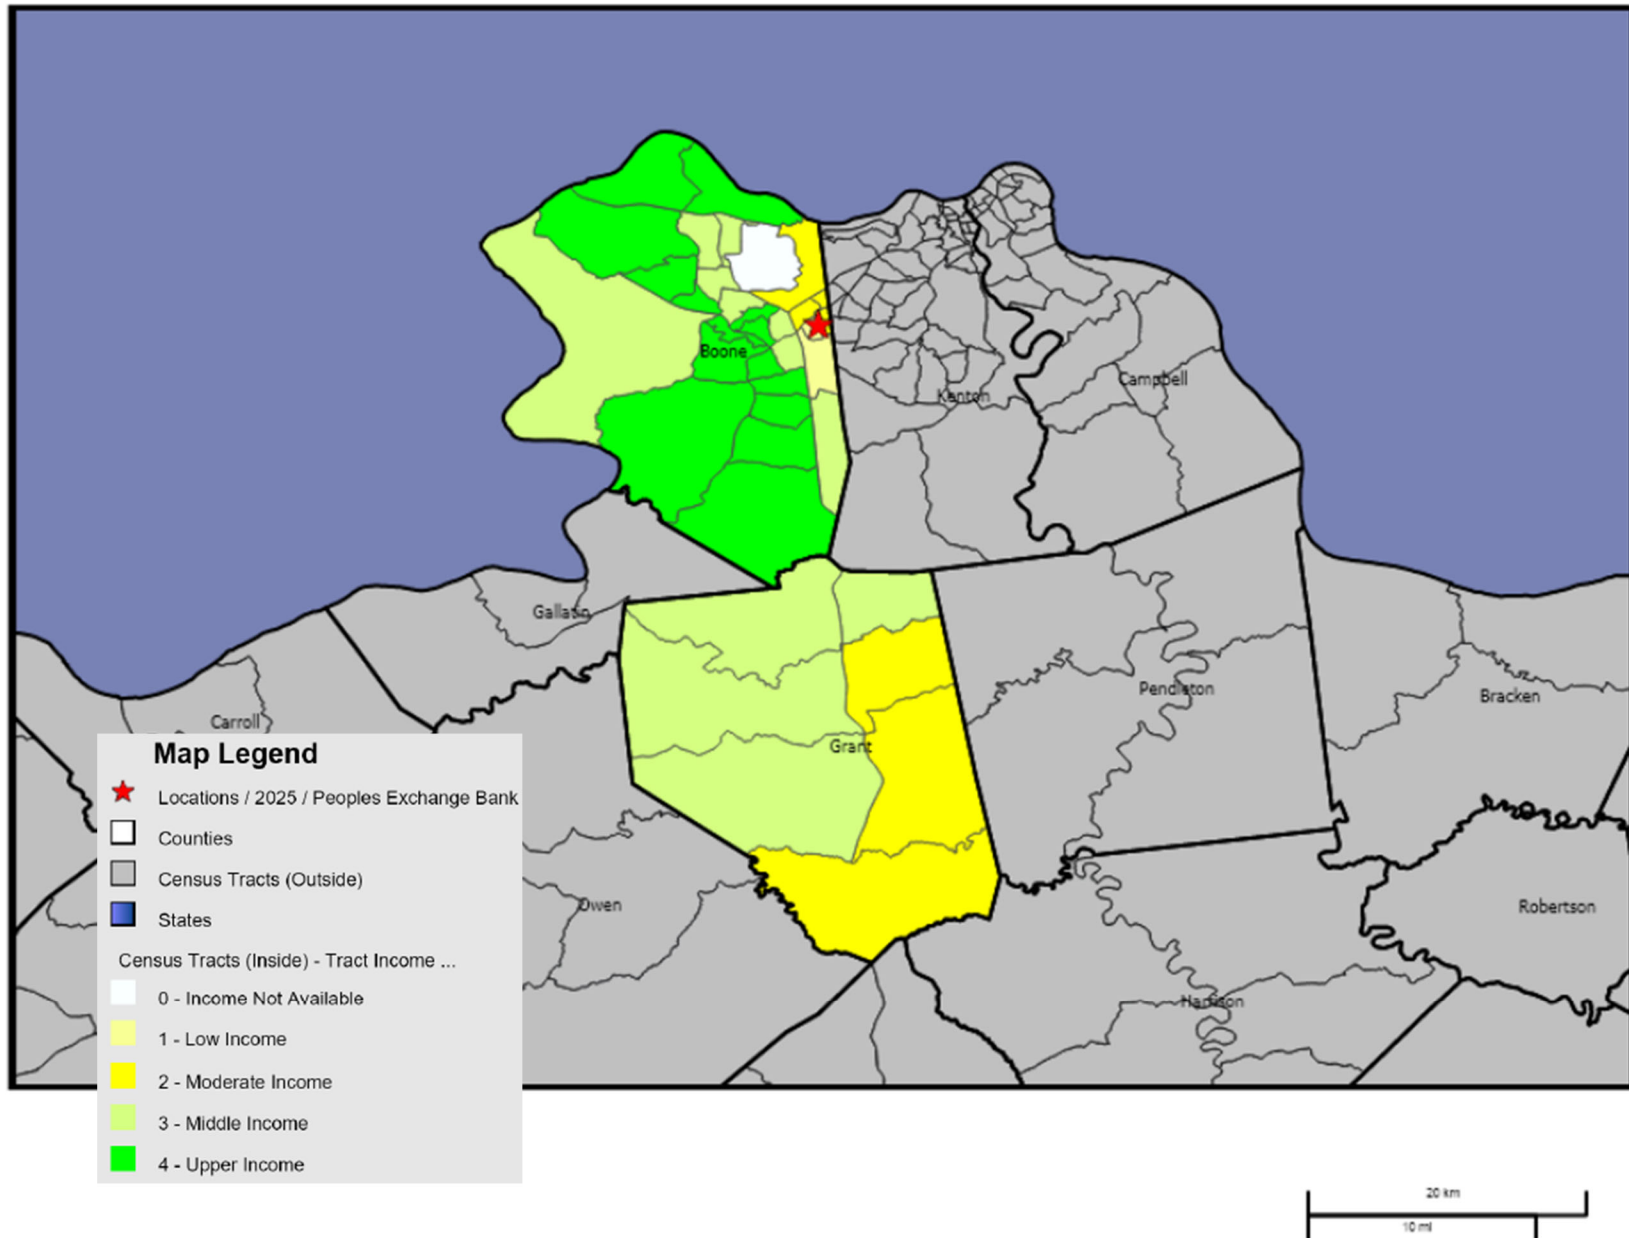 Boone
Campbell
Kenton
Gallatin
Pendleton
Bracken
Carroll
Grant
Owen
Robertson
Harrison
Map Legend
Locations / 2025 / Peoples Exchange Bank
Counties
Census Tracts (Outside)
States
Census Tracts (Inside) - Tract Income ...
0 - Income Not Available
1 - Low Income
2 - Moderate Income
3 - Middle Income
4 - Upper Income
20 km
10 mi